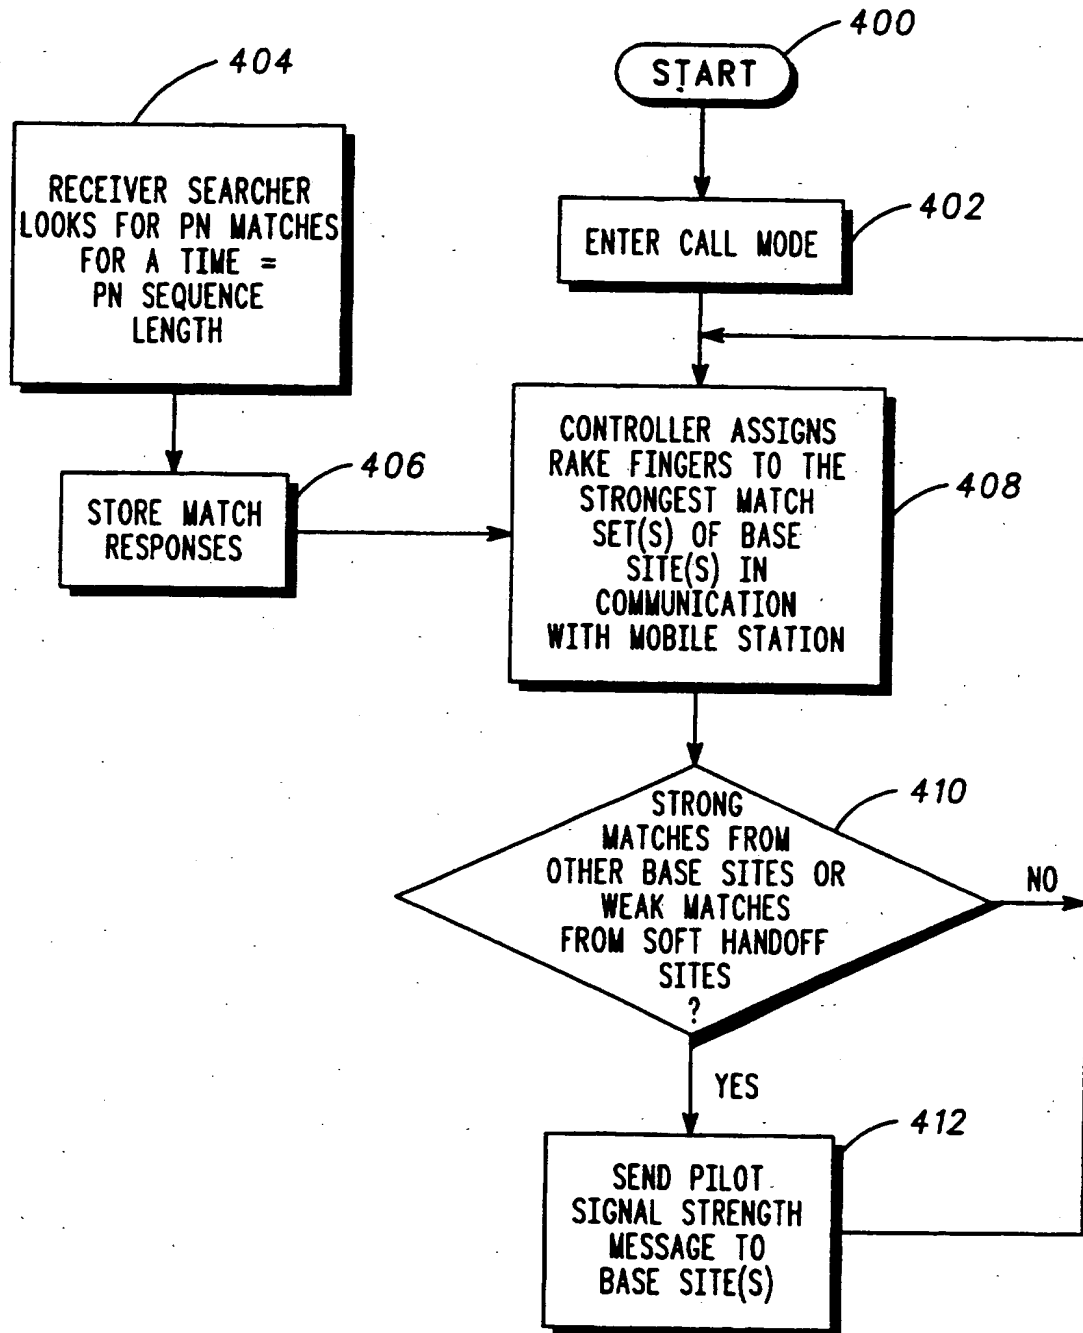 400
START
404
RECEIVER SEARCHER
LOOKS FOR PN MATCHES
FOR A TIME =
PN SEQUENCE
LENGTH
402
ENTER CALL MODE
406
STORE MATCH
RESPONSES
408
CONTROLLER ASSIGNS
RAKE FINGERS TO THE
STRONGEST MATCH
SET(S) OF BASE
SITE(S) IN
COMMUNICATION
WITH MOBILE STATION
410
STRONG
MATCHES FROM
OTHER BASE SITES OR
WEAK MATCHES
FROM SOFT HANDOFF
SITES
?
NO
YES
412
SEND PILOT
SIGNAL STRENGTH
MESSAGE TO
BASE SITE(S)